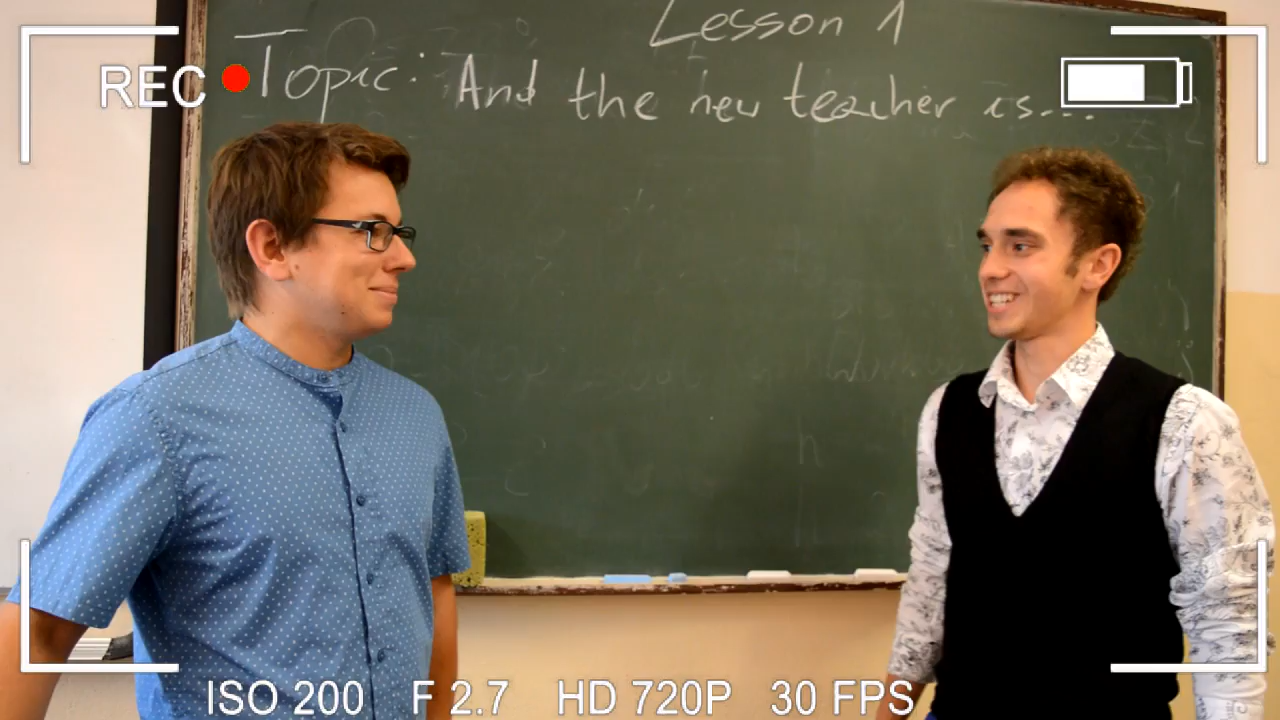 Lesson 1
Topic: And the new teacher is...
REC
ISO 200 F 2.7 HD 720P 30 FPS